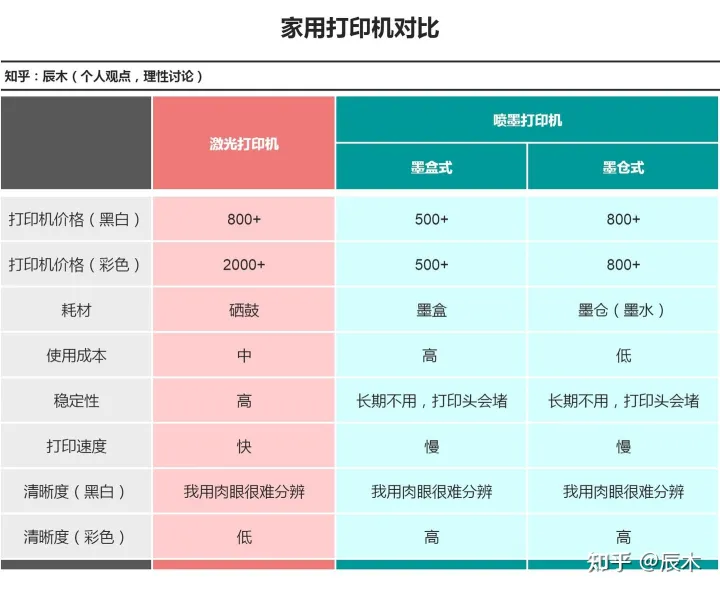 家用打印机对比
知乎：辰木（个人观点，理性讨论）
激光打印机 喷墨打印机
墨盒式 墨仓式
打印机价格（黑白） 800+ 500+ 800+
打印机价格（彩色） 2000+ 500+ 800+
耗材 硒鼓 墨盒 墨仓（墨水）
使用成本 中 高 低
稳定性 高 长期不用，打印头会堵 长期不用，打印头会堵
打印速度 快 慢 慢
清晰度（黑白） 我用肉眼很难分辨 我用肉眼很难分辨 我用肉眼很难分辨
清晰度（彩色） 低 高 高
知乎 @辰木